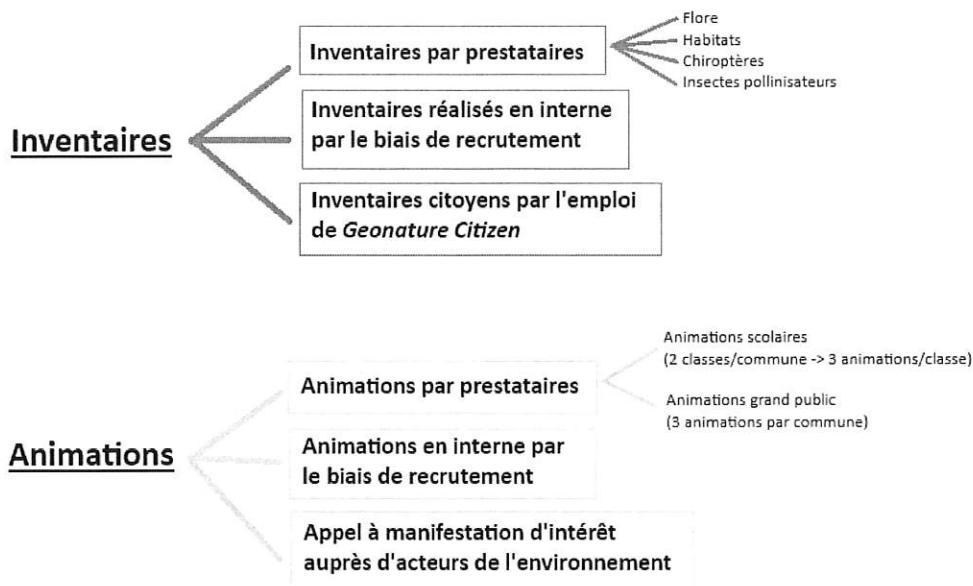 Inventaires
Inventaires par prestataires
Flore
Habitats
Chiroptères
Insectes pollinisateurs
Inventaires réalisés en interne
par le biais de recrutement
Inventaires citoyens par l'emploi
de Geonature Citizen
Animations
Animations par prestataires
Animations scolaires
(2 classes/commune -> 3 animations/classe)
Animations grand public
(3 animations par commune)
Animations en interne par
le biais de recrutement
Appel à manifestation d'intérêt
auprès d'acteurs de l'environnement